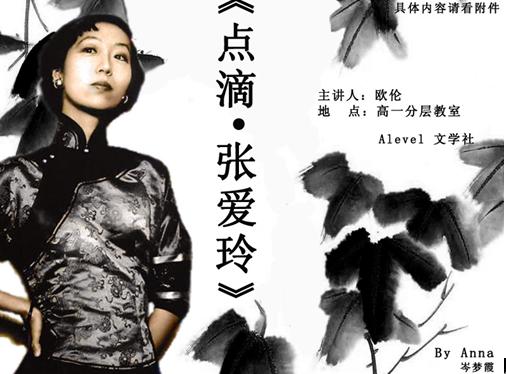 《点滴·张爱玲》
具体内容请看附件
主讲人：欧伦
地 点：高一分层教室
Alevel 文学社
By Anna
岑梦霞